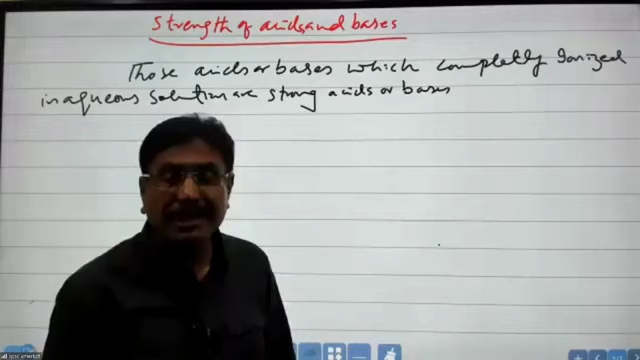 Strength of acids and bases
Those acids or bases which completly Ionized
in aqueous solution are strong acids or bases